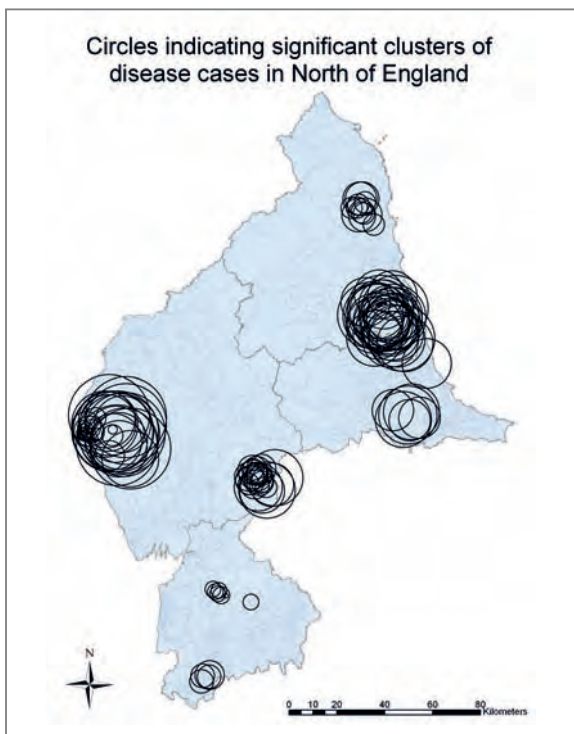 Circles indicating significant clusters of
disease cases in North of England
N
0 10 20 40 60 80
Kilometers